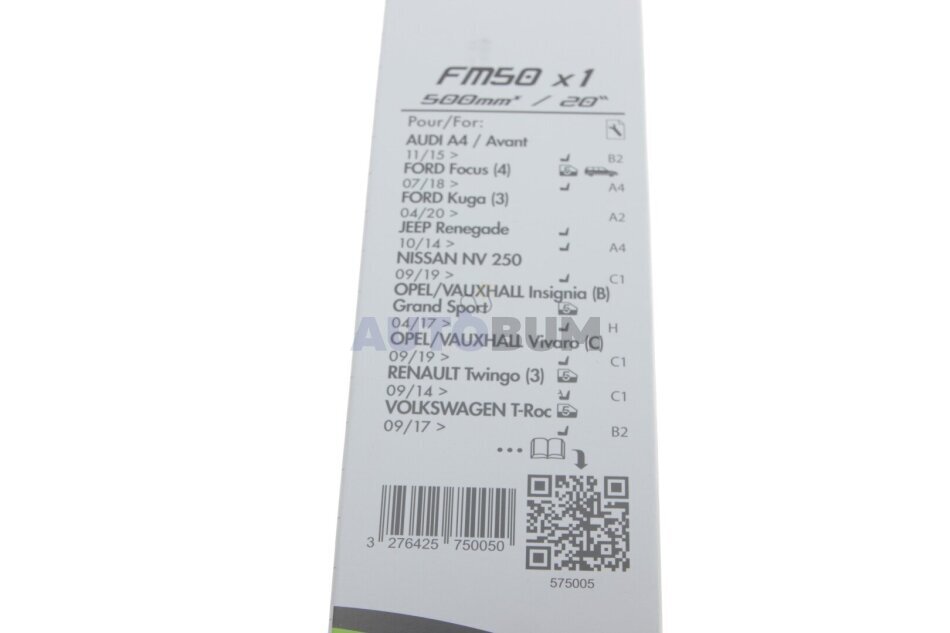 FM50 x1
500mm* / 20"
Pour/For:
AUDI A4 / Avant
11/15 > B2
FORD Focus (4)
07/18 > A4
FORD Kuga (3)
04/20 > A2
JEEP Renegade
10/14 > A4
NISSAN NV 250
09/19 > C1
OPEL/VAUXHALL Insignia (B)
Grand Sport
04/17 > H
AUTOBUM
OPEL/VAUXHALL Vivaro (C)
09/19 > C1
RENAULT Twingo (3)
09/14 > C1
VOLKSWAGEN T-Roc
09/17 > B2
...
3 276425 750050
575005